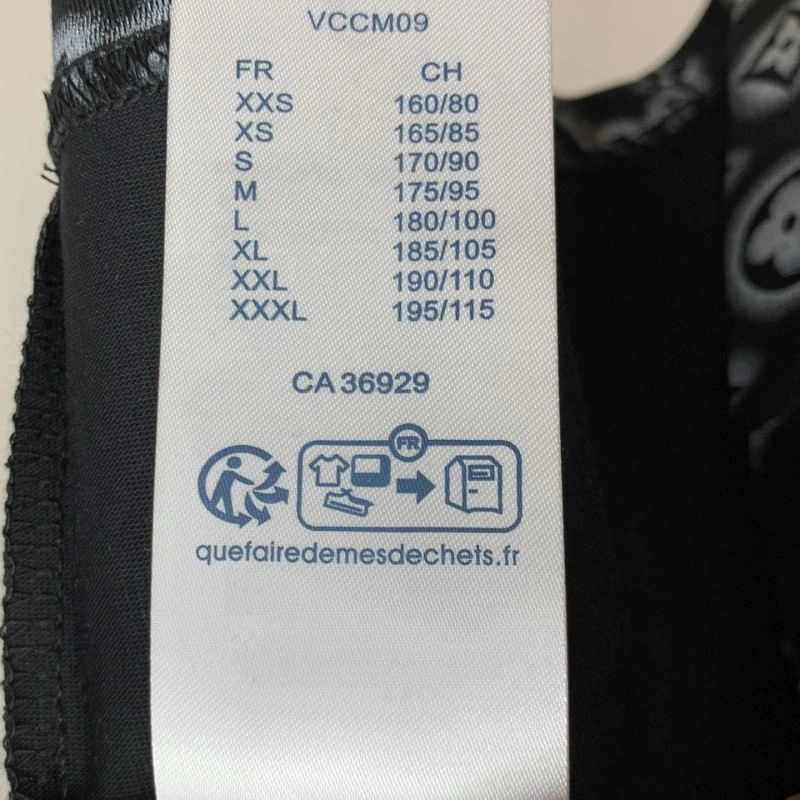 VCCM09
FR CH
XXS 160/80
XS 165/85
S 170/90
M 175/95
L 180/100
XL 185/105
XXL 190/110
XXXL 195/115
CA 36929
FR
quefairedemesdechets.fr